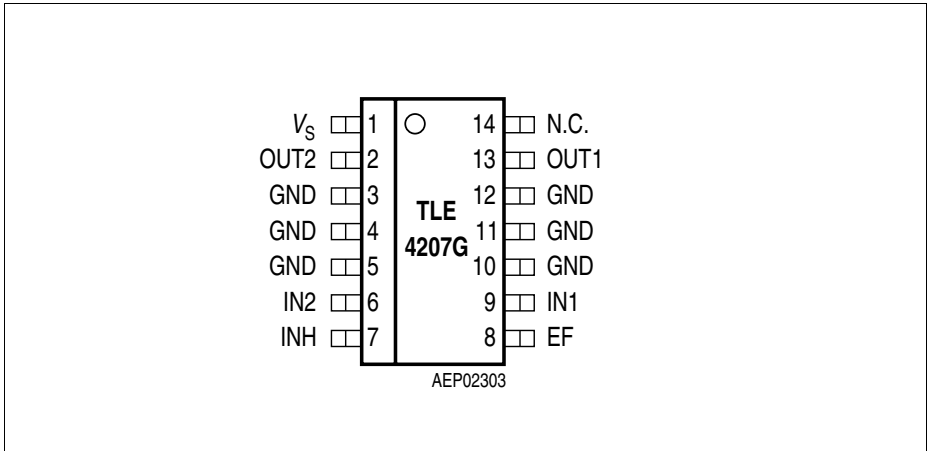 VS 1 14 N.C.
OUT2 2 13 OUT1
GND 3 12 GND
TLE
GND 4 11 GND
4207G
GND 5 10 GND
IN2 6 9 IN1
INH 7 8 EF
AEP02303